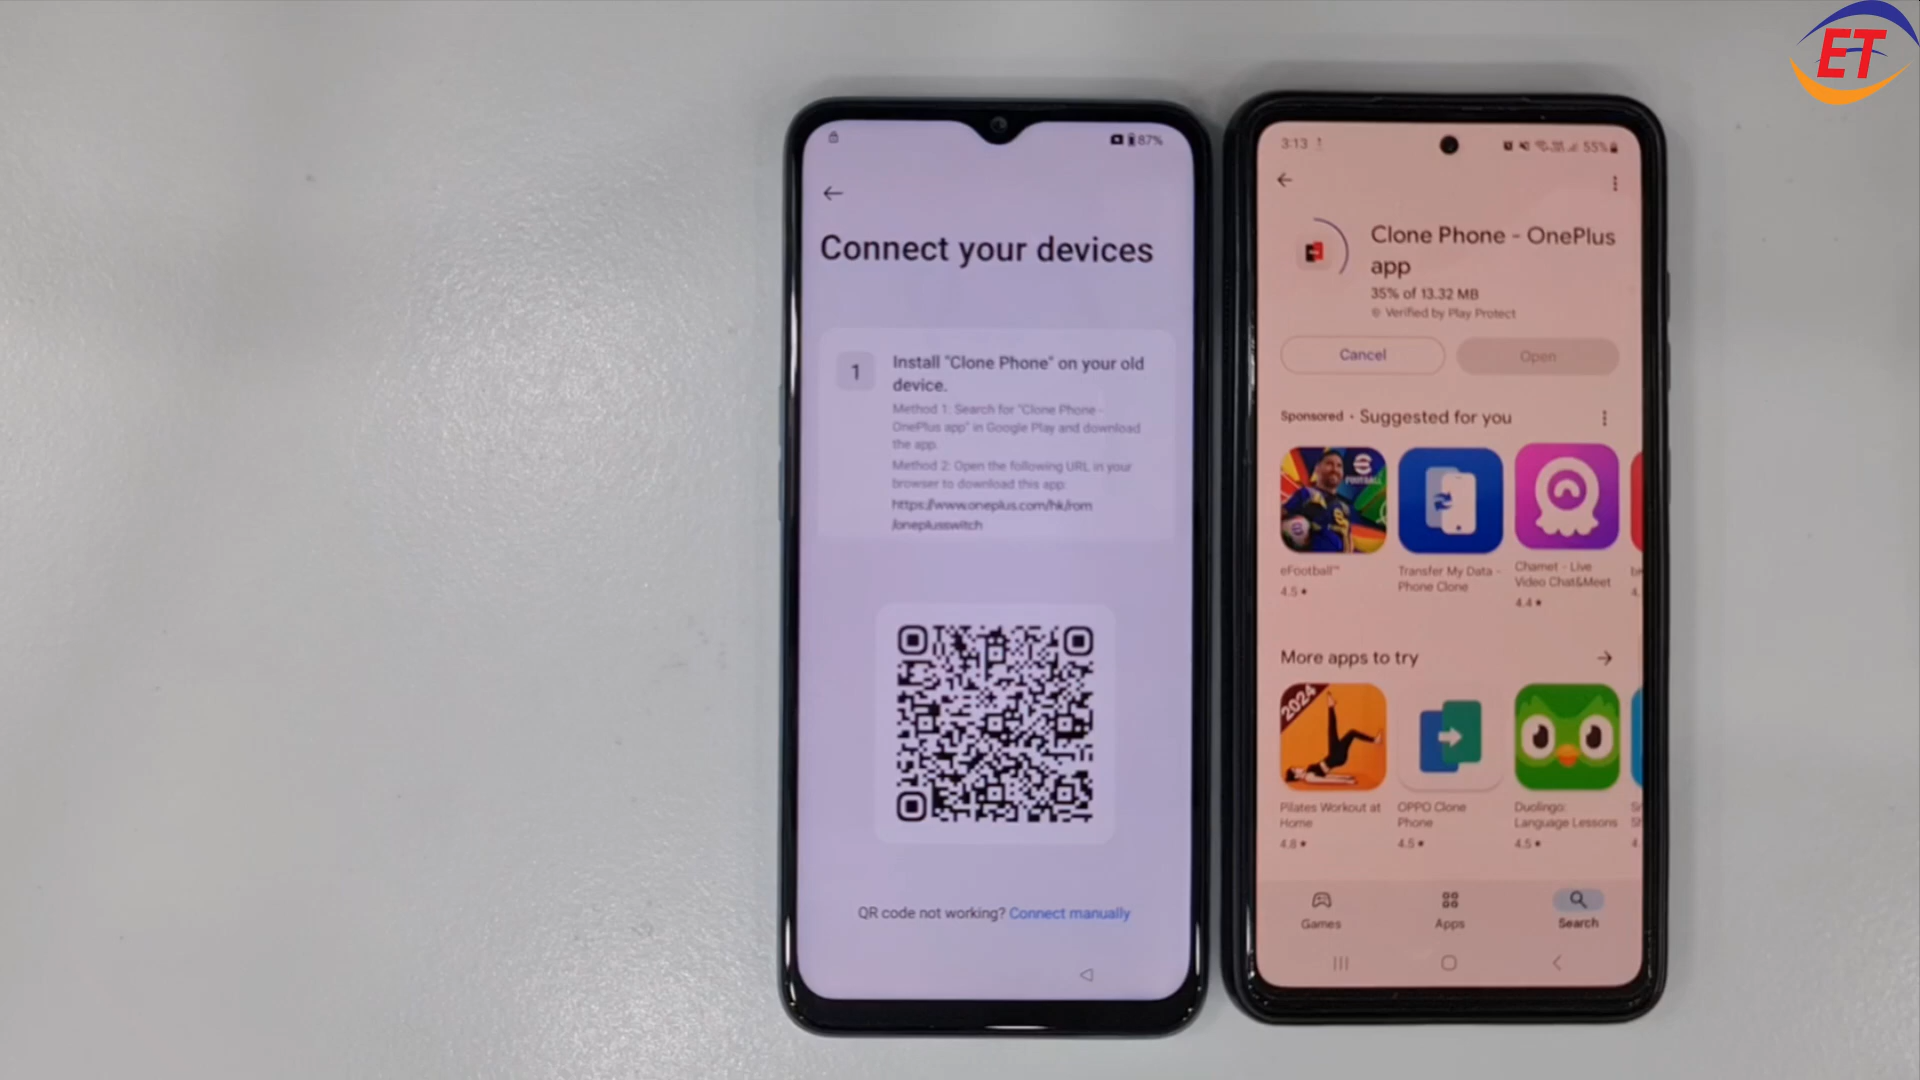 ET
87%
Connect your devices
1
Install "Clone Phone" on your old
device.
Method 1: Search for "Clone Phone -
OnePlus app" in Google Play and download
the app.
Method 2: Open the following URL in your
browser to download this app:
https://www.oneplus.com/hk/rom
/oneplusswitch
QR code not working? Connect manually
3:13
55%
Clone Phone - OnePlus
app
35% of 13.32 MB
Verified by Play Protect
Cancel
Open
Sponsored · Suggested for you
FOOTBALL
eFootball™
4.5★
Transfer My Data -
Phone Clone
Chamet - Live
Video Chat&Meet
4.4★
4.
More apps to try
2024
Pilates Workout at
Home
4.8★
OPPO Clone
Phone
4.5★
Duolingo:
Language Lessons
4.5★
4.
Games
Apps
Search